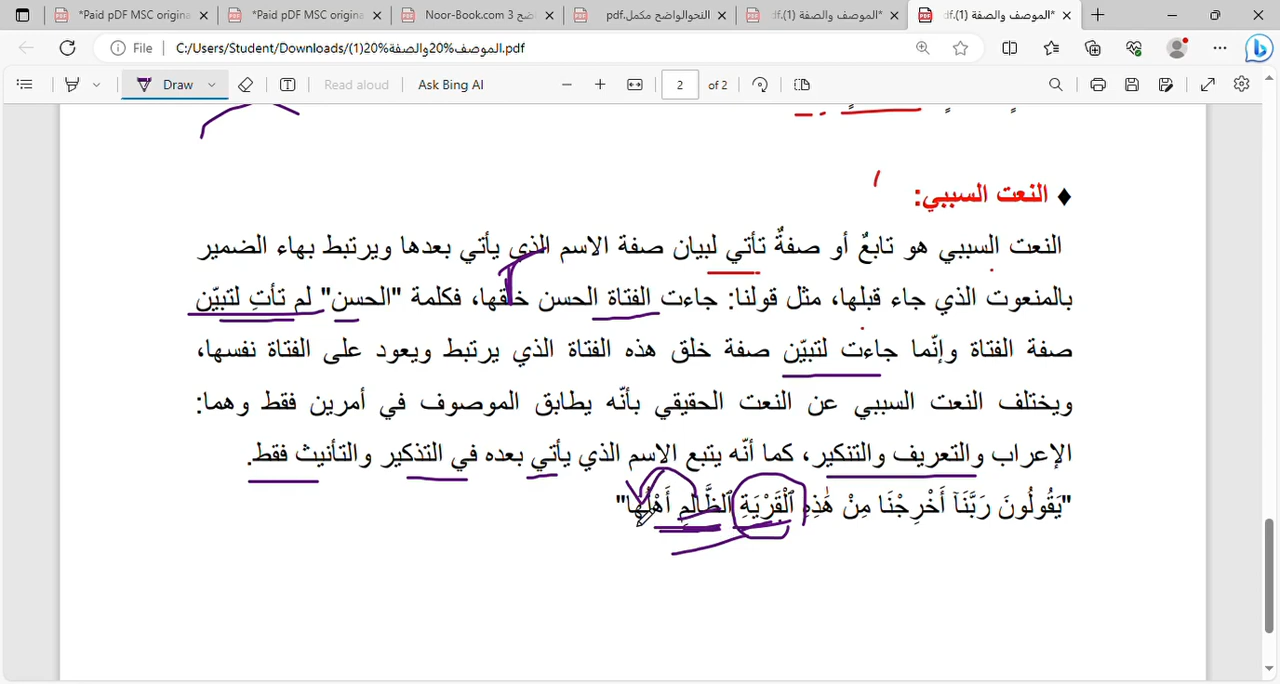 *Paid pDF MSC origina
*Paid pDF MSC origina
Noor-Book.com 3 ضح
النحوالواضح مكمل.pdf
*الموصف والصفة (1).df
*الموصف والصفة (1).df
File
C:/Users/Student/Downloads/(1)20%الموصف%20والصفة%.pdf
Draw
Read aloud
Ask Bing AI
2
of 2
♦ النعت السببي:
النعت السببي هو تابعٌ أو صفةٌ تأتي لبيان صفة الاسم الذي يأتي بعدها ويرتبط بهاء الضمير
بالمنعوت الذي جاء قبلها، مثل قولنا: جاءت الفتاة الحسن خلقها، فكلمة "الحسن" لم تأتِ لتبيّن
صفة الفتاة وإنّما جاءت لتبيّن صفة خلق هذه الفتاة الذي يرتبط ويعود على الفتاة نفسها،
ويختلف النعت السببي عن النعت الحقيقي بأنّه يطابق الموصوف في أمرين فقط وهما:
الإعراب والتعريف والتنكير، كما أنّه يتبع الاسم الذي يأتي بعده في التذكير والتأنيث فقط.
"يَقُولُونَ رَبَّنَآ أَخْرِجْنَا مِنْ هَٰذِهِ ٱلْقَرْيَةِ ٱلظَّالِمِ أَهْلُهَا"